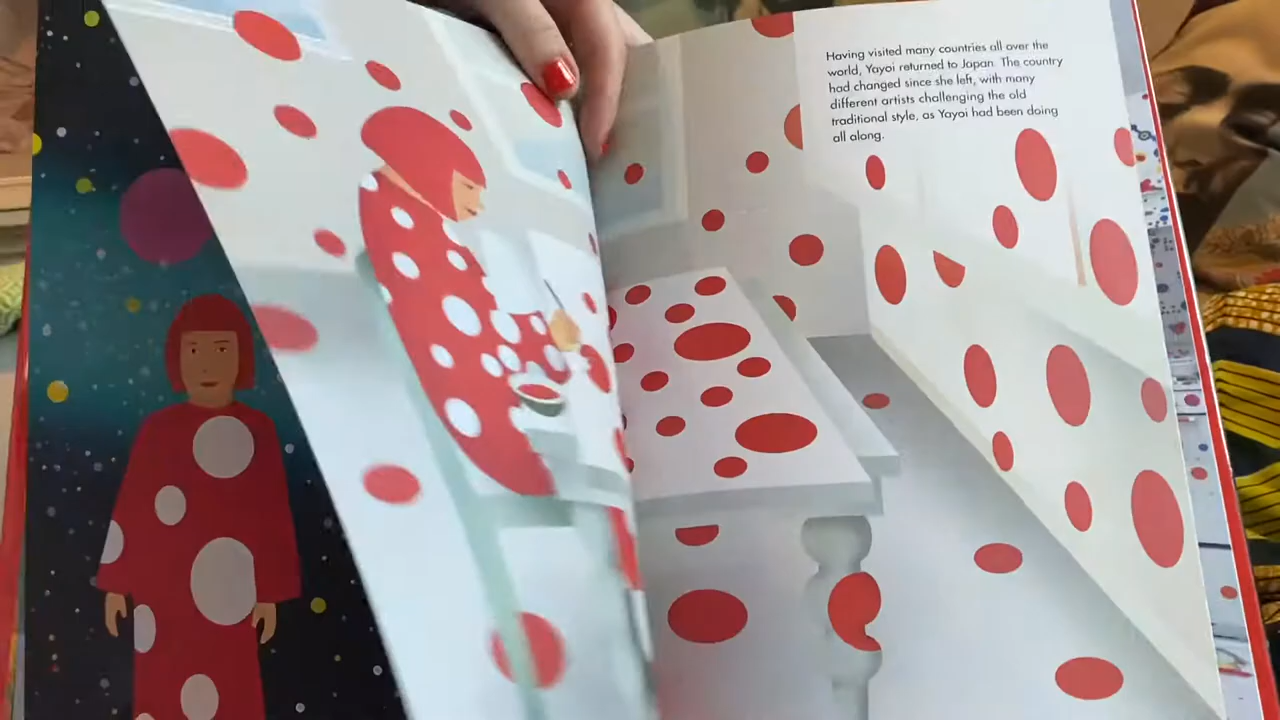 Having visited many countries all over the
world, Yayoi returned to Japan. The country
had changed since she left, with many
different artists challenging the old
traditional style, as Yayoi had been doing
all along.